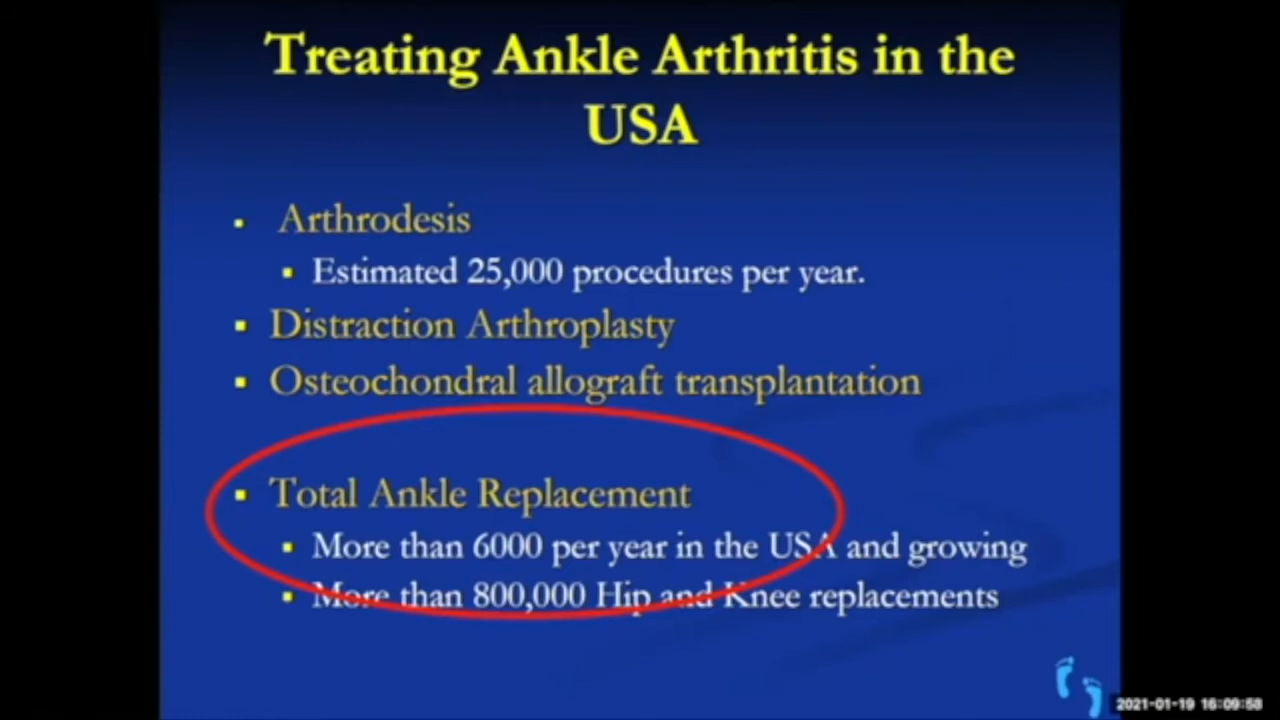 Treating Ankle Arthritis in the
USA
Arthrodesis
Estimated 25,000 procedures per year.
Distraction Arthroplasty
Osteochondral allograft transplantation
Total Ankle Replacement
More than 6000 per year in the USA and growing
More than 800,000 Hip and Knee replacements
2021-01-19 16:09:58